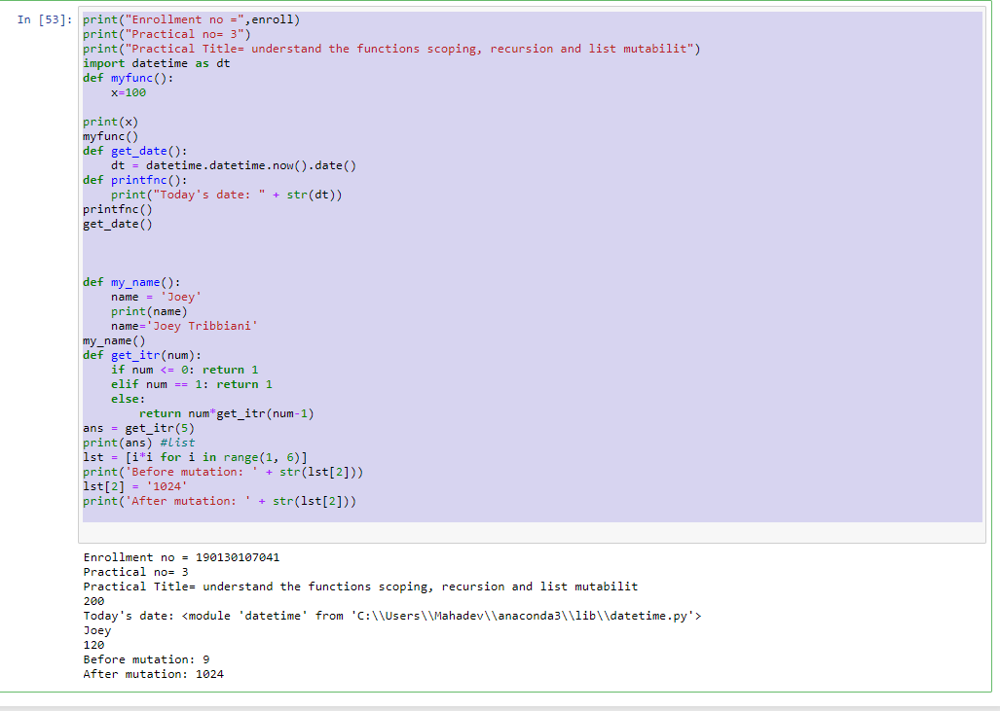 In [53]:
print("Enrollment no =",enroll)
print("Practical no= 3")
print("Practical Title= understand the functions scoping, recursion and list mutabilit")
import datetime as dt
def myfunc():
    x=100

print(x)
myfunc()
def get_date():
    dt = datetime.datetime.now().date()
def printfnc():
    print("Today's date: " + str(dt))
printfnc()
get_date()



def my_name():
    name = 'Joey'
    print(name)
    name='Joey Tribbiani'
my_name()
def get_itr(num):
    if num <= 0: return 1
    elif num == 1: return 1
    else:
        return num*get_itr(num-1)
ans = get_itr(5)
print(ans) #list
lst = [i*i for i in range(1, 6)]
print('Before mutation: ' + str(lst[2]))
lst[2] = '1024'
print('After mutation: ' + str(lst[2]))

Enrollment no = 190130107041
Practical no= 3
Practical Title= understand the functions scoping, recursion and list mutabilit
200
Today's date: <module 'datetime' from 'C:\\Users\\Mahadev\\anaconda3\\lib\\datetime.py'>
Joey
120
Before mutation: 9
After mutation: 1024